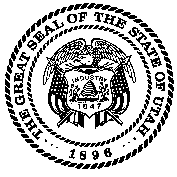 THE GREAT SEAL OF THE STATE OF UTAH
INDUSTRY
1847
1896